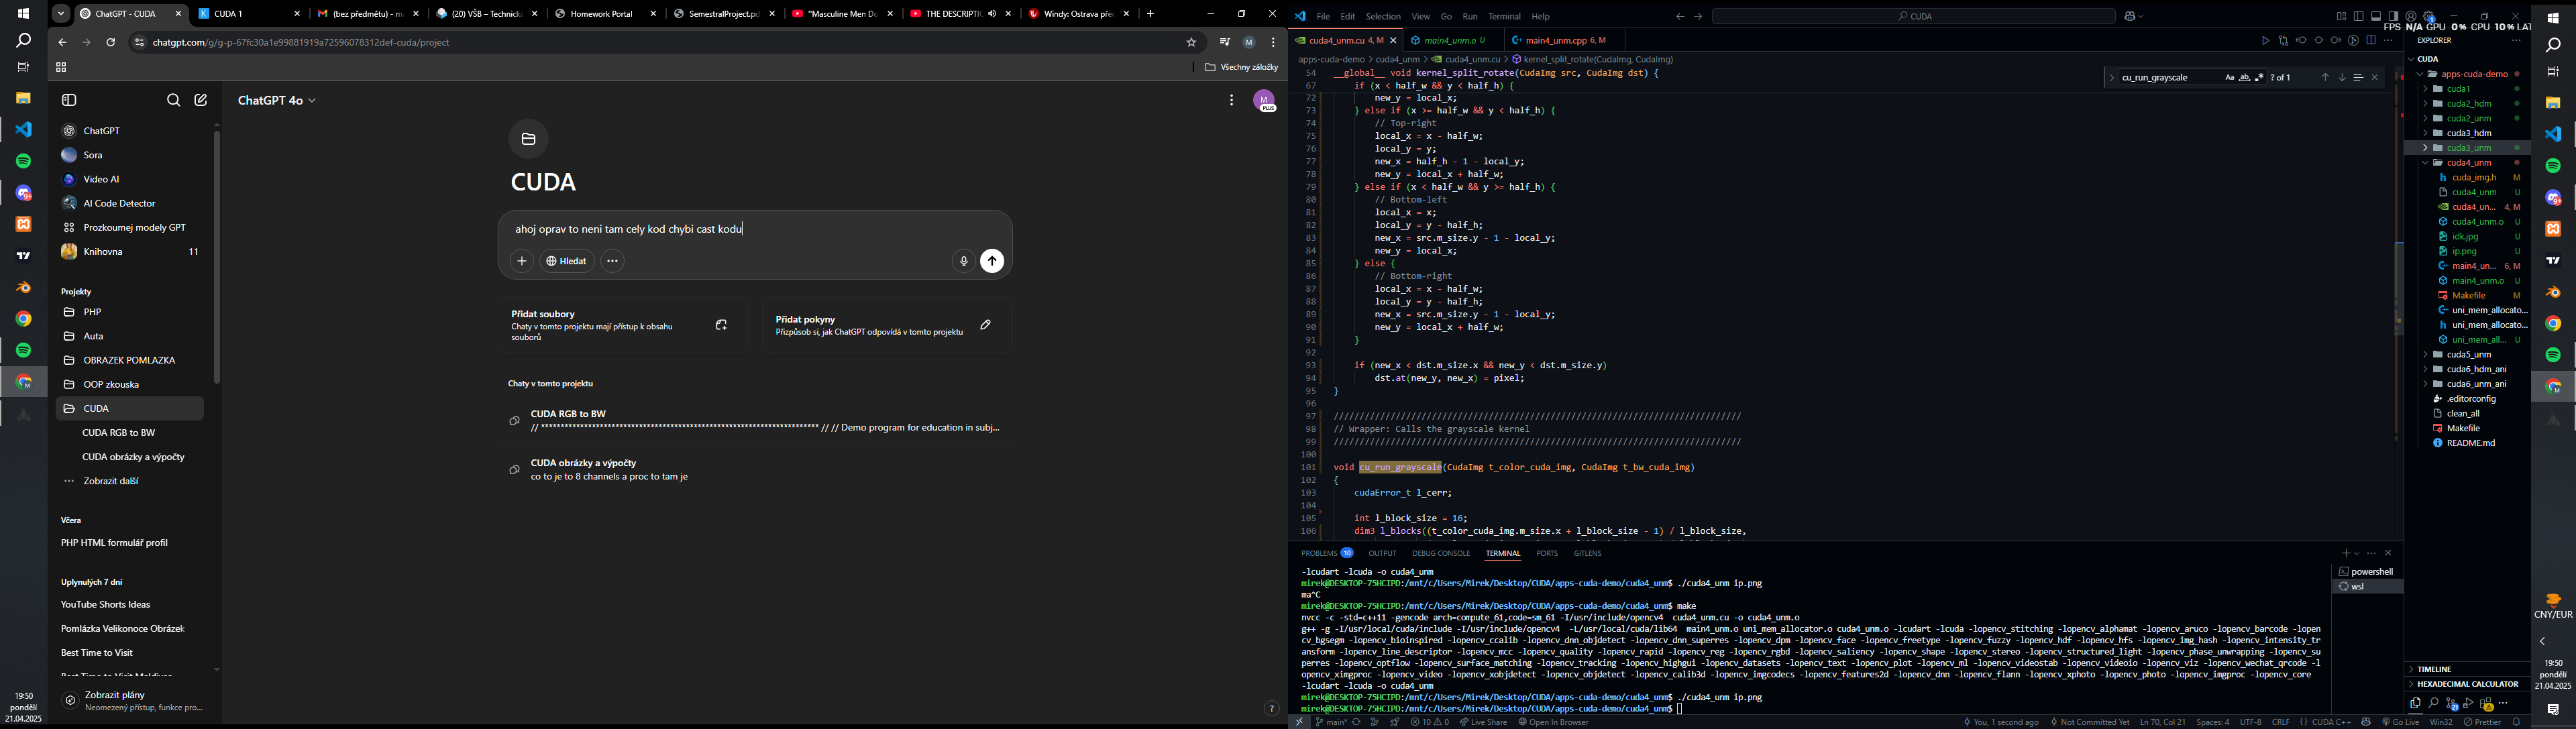 ChatGPT - CUDA
CUDA 1
(bez předmětu) - m
(20) VŠB – Technick
Homework Portal
SemestralProject.pd
"Masculine Men Do
THE DESCRIPTIO
Windy: Ostrava pře
chatgpt.com/g/g-p-67fc30a1e99881919a72596078312def-cuda/project
Všechny záložky
ChatGPT 4o
M
PLUS
ChatGPT
Sora
Video AI
AI Code Detector
Prozkoumej modely GPT
Knihovna 11
Projekty
PHP
Auta
OBRAZEK POMLAZKA
OOP zkouska
CUDA
CUDA RGB to BW
CUDA obrázky a výpočty
Zobrazit další
Včera
PHP HTML formulář profil
Uplynulých 7 dní
YouTube Shorts Ideas
Pomlázka Velikonoce Obrázek
Best Time to Visit
Zobrazit plány
Neomezený přístup, funkce pro...
CUDA
ahoj oprav to neni tam cely kod chybi cast kodu
Hledat
Přidat soubory
Chaty v tomto projektu mají přístup k obsahu
souborů
Přidat pokyny
Přizpůsob si, jak ChatGPT odpovídá v tomto projektu
Chaty v tomto projektu
CUDA RGB to BW
// Demo program for education in subj...
CUDA obrázky a výpočty
co to je to 8 channels a proc to tam je
19:50
pondělí
21.04.2025
File Edit Selection View Go Run Terminal Help
CUDA
FPS N/A GPU 0% CPU 10% LAT
cuda4_unm.cu 4, M
main4_unm.o U
main4_unm.cpp 6, M
apps-cuda-demo > cuda4_unm > cuda4_unm.cu > kernel_split_rotate(CudaImg, CudaImg)
cu_run_grayscale
? of 1
54 __global__ void kernel_split_rotate(CudaImg src, CudaImg dst) {
67 if (x < half_w && y < half_h) {
72 new_y = local_x;
73 } else if (x >= half_w && y < half_h) {
74 // Top-right
75 local_x = x - half_w;
76 local_y = y;
77 new_x = half_h - 1 - local_y;
78 new_y = local_x + half_w;
79 } else if (x < half_w && y >= half_h) {
80 // Bottom-left
81 local_x = x;
82 local_y = y - half_h;
83 new_x = src.m_size.y - 1 - local_y;
84 new_y = local_x;
85 } else {
86 // Bottom-right
87 local_x = x - half_w;
88 local_y = y - half_h;
89 new_x = src.m_size.y - 1 - local_y;
90 new_y = local_x + half_w;
91 }
92
93 if (new_x < dst.m_size.x && new_y < dst.m_size.y)
94 dst.at(new_y, new_x) = pixel;
95 }
96
97
98 // Wrapper: Calls the grayscale kernel
99
100
101 void cu_run_grayscale(CudaImg t_color_cuda_img, CudaImg t_bw_cuda_img)
102 {
103 cudaError_t l_cerr;
104
105 int l_block_size = 16;
106 dim3 l_blocks((t_color_cuda_img.m_size.x + l_block_size - 1) / l_block_size,
PROBLEMS 10 OUTPUT DEBUG CONSOLE TERMINAL PORTS GITLENS
-lcudart -lcuda -o cuda4_unm
mirek@DESKTOP-75HCIPD:/mnt/c/Users/Mirek/Desktop/CUDA/apps-cuda-demo/cuda4_unm$ ./cuda4_unm ip.png
ma^C
mirek@DESKTOP-75HCIPD:/mnt/c/Users/Mirek/Desktop/CUDA/apps-cuda-demo/cuda4_unm$ make
nvcc -c -std=c++11 -gencode arch=compute_61,code=sm_61 -I/usr/include/opencv4 cuda4_unm.cu -o cuda4_unm.o
g++ -g -I/usr/local/cuda/include -I/usr/include/opencv4 -L/usr/local/cuda/lib64 main4_unm.o uni_mem_allocator.o cuda4_unm.o -lcudart -lcuda -lopencv_stitching -lopencv_alphamat -lopencv_aruco -lopencv_barcode -lopen
cv_bgsegm -lopencv_bioinspired -lopencv_ccalib -lopencv_dnn_objdetect -lopencv_dnn_superres -lopencv_dpm -lopencv_face -lopencv_freetype -lopencv_fuzzy -lopencv_hdf -lopencv_hfs -lopencv_img_hash -lopencv_intensity_tr
ansform -lopencv_line_descriptor -lopencv_mcc -lopencv_quality -lopencv_rapid -lopencv_reg -lopencv_rgbd -lopencv_saliency -lopencv_shape -lopencv_stereo -lopencv_structured_light -lopencv_phase_unwrapping -lopencv_su
perres -lopencv_optflow -lopencv_surface_matching -lopencv_tracking -lopencv_highgui -lopencv_datasets -lopencv_text -lopencv_plot -lopencv_ml -lopencv_videostab -lopencv_videoio -lopencv_viz -lopencv_wechat_qrcode -l
opencv_ximgproc -lopencv_video -lopencv_xobjdetect -lopencv_objdetect -lopencv_calib3d -lopencv_imgcodecs -lopencv_features2d -lopencv_dnn -lopencv_flann -lopencv_xphoto -lopencv_photo -lopencv_imgproc -lopencv_core
-lcudart -lcuda -o cuda4_unm
mirek@DESKTOP-75HCIPD:/mnt/c/Users/Mirek/Desktop/CUDA/apps-cuda-demo/cuda4_unm$ ./cuda4_unm ip.png
mirek@DESKTOP-75HCIPD:/mnt/c/Users/Mirek/Desktop/CUDA/apps-cuda-demo/cuda4_unm$
powershell
wsl
EXPLORER
CUDA
apps-cuda-demo
cuda1
cuda2_hdm
cuda2_unm
cuda3_hdm
cuda3_unm
cuda4_unm
cuda_img.h M
cuda4_unm U
cuda4_un... 4, M
cuda4_unm.o U
idk.jpg U
ip.png U
main4_un... 6, M
main4_unm.o U
Makefile M
uni_mem_allocato...
uni_mem_allocato...
uni_mem_all... U
cuda5_unm
cuda6_hdm_ani
cuda6_unm_ani
.editorconfig
clean_all
Makefile
README.md
TIMELINE
HEXADECIMAL CALCULATOR
main* 10 0 Live Share Open In Browser
You, 1 second ago Not Committed Yet Ln 70, Col 21 Spaces: 4 UTF-8 CRLF {} CUDA C++ Go Live Win32 Prettier
CNY/EUR
19:50
pondělí
21.04.2025